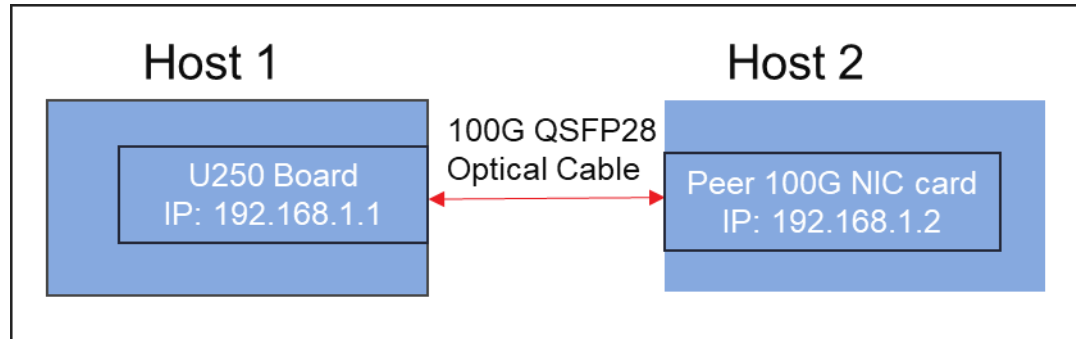 Host 1
Host 2
100G QSFP28
Optical Cable
U250 Board
IP: 192.168.1.1
Peer 100G NIC card
IP: 192.168.1.2